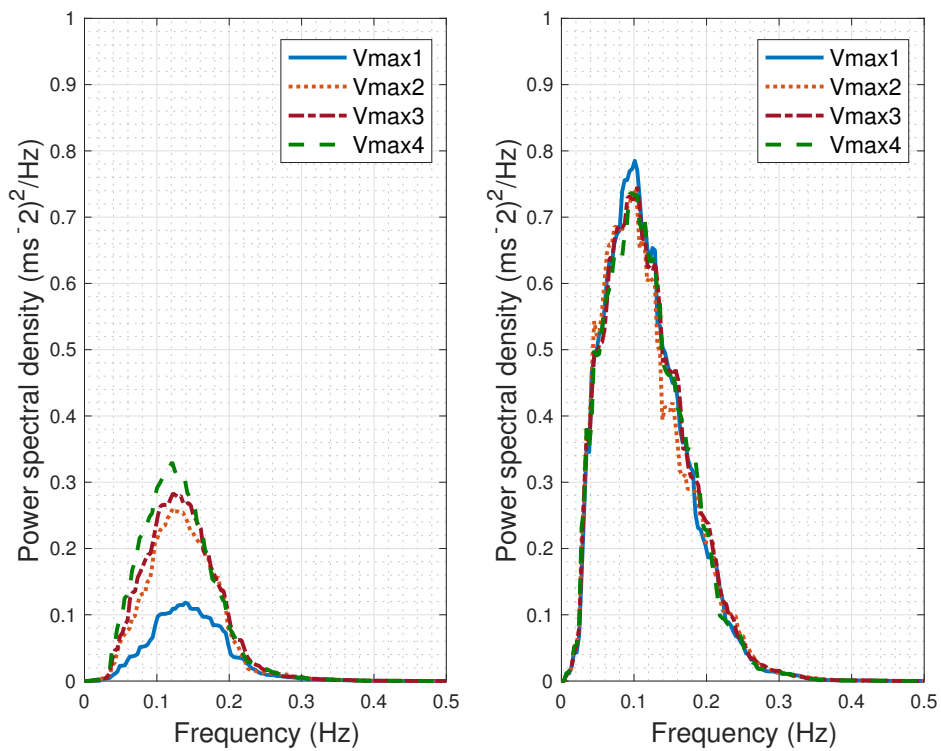 Power spectral density (ms⁻2)²/Hz)
1
0.9
0.8
0.7
0.6
0.5
0.4
0.3
0.2
0.1
0
Vmax1
Vmax2
Vmax3
Vmax4
0 0.1 0.2 0.3 0.4 0.5
Frequency (Hz)
Power spectral density (ms⁻2)²/Hz)
1
0.9
0.8
0.7
0.6
0.5
0.4
0.3
0.2
0.1
0
Vmax1
Vmax2
Vmax3
Vmax4
0 0.1 0.2 0.3 0.4 0.5
Frequency (Hz)